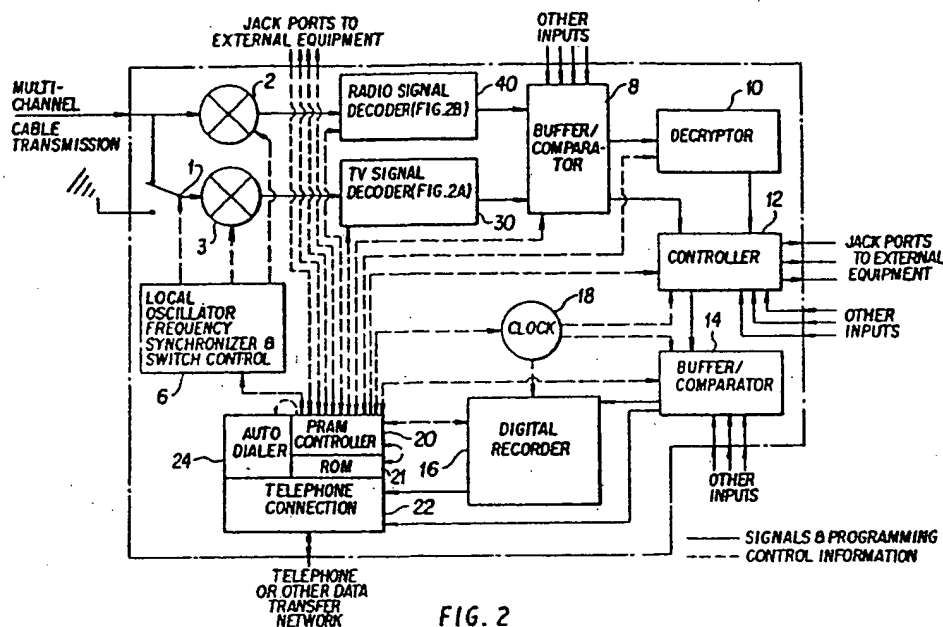 JACK PORTS TO
EXTERNAL EQUIPMENT
OTHER
INPUTS
MULTI-
CHANNEL
CABLE
TRANSMISSION
2
RADIO SIGNAL
DECODER(FIG.2B)
40
8
BUFFER/
COMPARA-
TOR
10
DECRYPTOR
1
3
TV SIGNAL
DECODER(FIG.2A)
30
12
CONTROLLER
JACK PORTS
TO EXTERNAL
EQUIPMENT
OTHER
INPUTS
LOCAL
OSCILLATOR
FREQUENCY
SYNCHRONIZER &
SWITCH CONTROL
6
18
CLOCK
14
BUFFER/
COMPARATOR
AUTO
DIALER
24
PRAM
CONTROLLER
20
ROM
21
TELEPHONE
CONNECTION
22
16
DIGITAL
RECORDER
OTHER
INPUTS
SIGNALS & PROGRAMMING
CONTROL INFORMATION
TELEPHONE
OR OTHER DATA
TRANSFER
NETWORK
FIG. 2